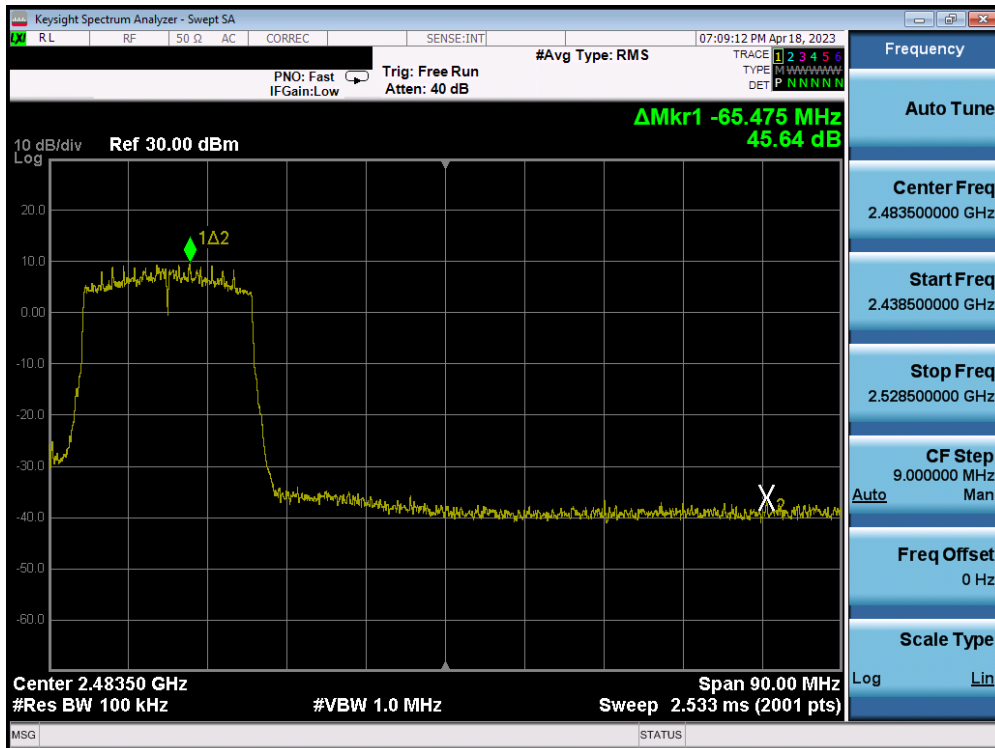 Keysight Spectrum Analyzer - Swept SA
LXI RL RF 50 Ω AC CORREC SENSE:INT 07:09:12 PM Apr 18, 2023
PNO: Fast
IFGain:Low
Trig: Free Run
Atten: 40 dB
#Avg Type: RMS
TRACE 1 2 3 4 5 6
TYPE M W W W W W
DET P N N N N N
ΔMkr1 -65.475 MHz
45.64 dB
10 dB/div Ref 30.00 dBm
Log
20.0
10.0
0.00
-10.0
-20.0
-30.0
-40.0
-50.0
-60.0
1Δ2
X2
Center 2.48350 GHz Span 90.00 MHz
#Res BW 100 kHz #VBW 1.0 MHz Sweep 2.533 ms (2001 pts)
MSG STATUS
Frequency
Auto Tune
Center Freq
2.483500000 GHz
Start Freq
2.438500000 GHz
Stop Freq
2.528500000 GHz
CF Step
9.000000 MHz
Auto Man
Freq Offset
0 Hz
Scale Type
Log Lin